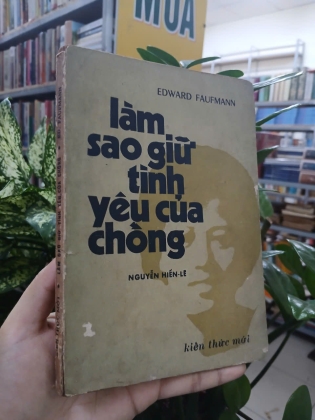 MUA
EDWARD FAUFMANN
làm
sao giữ
tình
yêu của
chồng
NGUYỄN HIẾN-LÊ
kiến thức mới